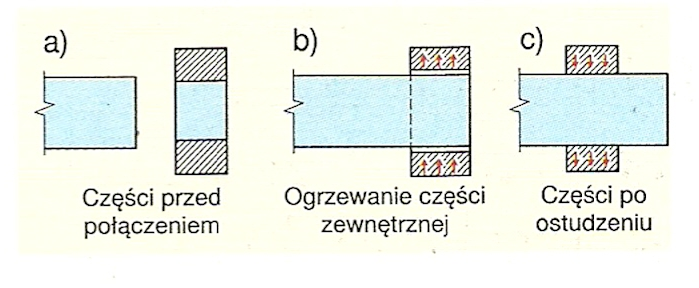 a)
b)
c)
Części przed
połączeniem
Ogrzewanie części
zewnętrznej
Części po
ostudzeniu